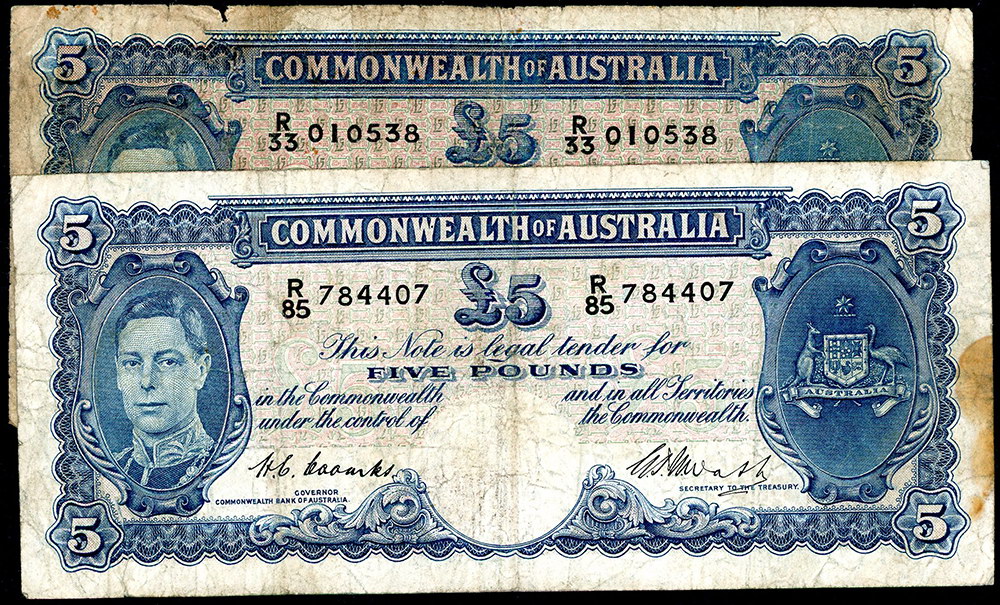 5 COMMONWEALTH OF AUSTRALIA 5
R/33 010538 £5 R/33 010538
5 COMMONWEALTH OF AUSTRALIA 5
R/85 784407 £5 R/85 784407
This Note is legal tender for
FIVE POUNDS
in the Commonwealth and in all Territories
under the control of the Commonwealth.
AUSTRALIA
H.C. Coombs
GOVERNOR
COMMONWEALTH BANK OF AUSTRALIA.
SECRETARY TO THE TREASURY.
5 5